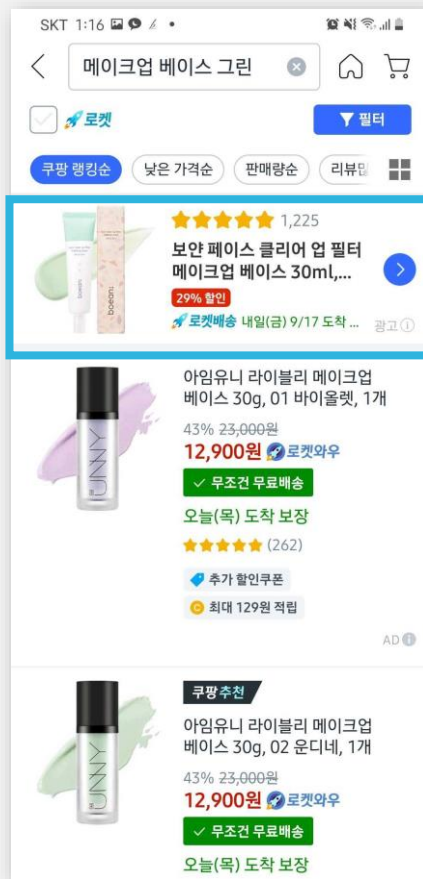 SKT 1:16
메이크업 베이스 그린
로켓
필터
쿠팡 랭킹순
낮은 가격순
판매량순
리뷰많
1,225
보얀 페이스 클리어 업 필터
메이크업 베이스 30ml,...
29% 할인
로켓배송 내일(금) 9/17 도착 ...
광고
boean:
boean:
아임유니 라이블리 메이크업
베이스 30g, 01 바이올렛, 1개
43% 23,000원
12,900원 로켓와우
무조건 무료배송
오늘(목) 도착 보장
(262)
추가 할인쿠폰
최대 129원 적립
AD
UNNY
쿠팡추천
아임유니 라이블리 메이크업
베이스 30g, 02 운디네, 1개
43% 23,000원
12,900원 로켓와우
무조건 무료배송
오늘(목) 도착 보장
UNNY